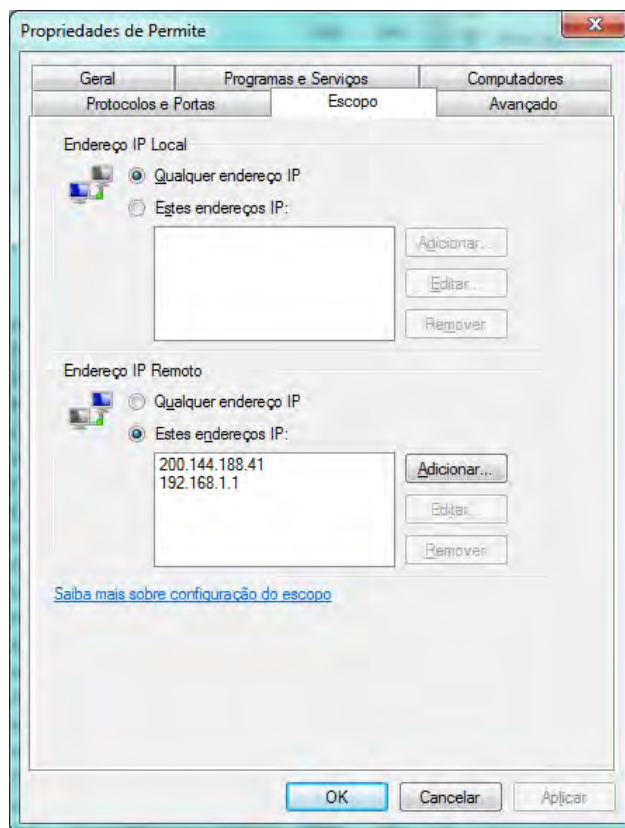 Propriedades de Permite
Geral Programas e Serviços Computadores
Protocolos e Portas Escopo Avançado
Endereço IP Local
Qualquer endereço IP
Estes endereços IP:
Adicionar...
Editar...
Remover
Endereço IP Remoto
Qualquer endereço IP
Estes endereços IP:
200.144.188.41
192.168.1.1
Adicionar...
Editar...
Remover
Saiba mais sobre configuração do escopo
OK Cancelar Aplicar